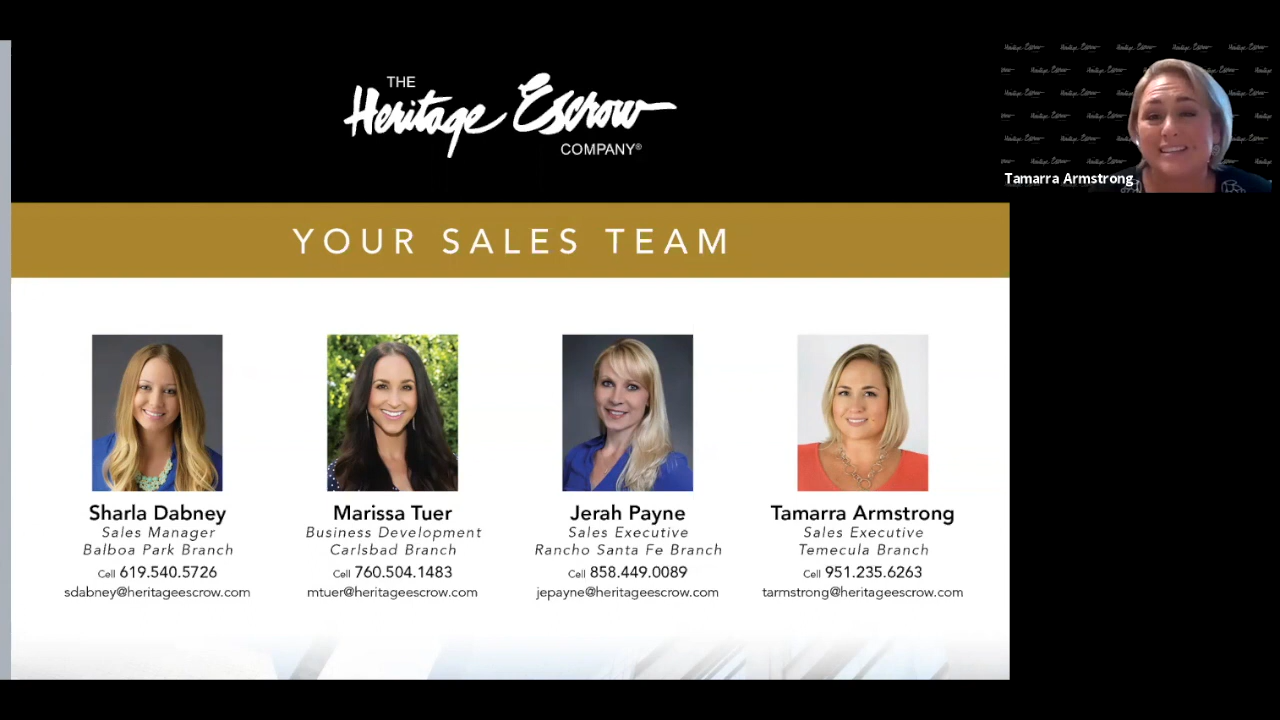 THE
Heritage Escrow
COMPANY®
Tamarra Armstrong
YOUR SALES TEAM
Sharla Dabney
Sales Manager
Balboa Park Branch
Cell 619.540.5726
sdabney@heritageescrow.com
Marissa Tuer
Business Development
Carlsbad Branch
Cell 760.504.1483
mtuer@heritageescrow.com
Jerah Payne
Sales Executive
Rancho Santa Fe Branch
Cell 858.449.0089
jepayne@heritageescrow.com
Tamarra Armstrong
Sales Executive
Temecula Branch
Cell 951.235.6263
tarmstrong@heritageescrow.com